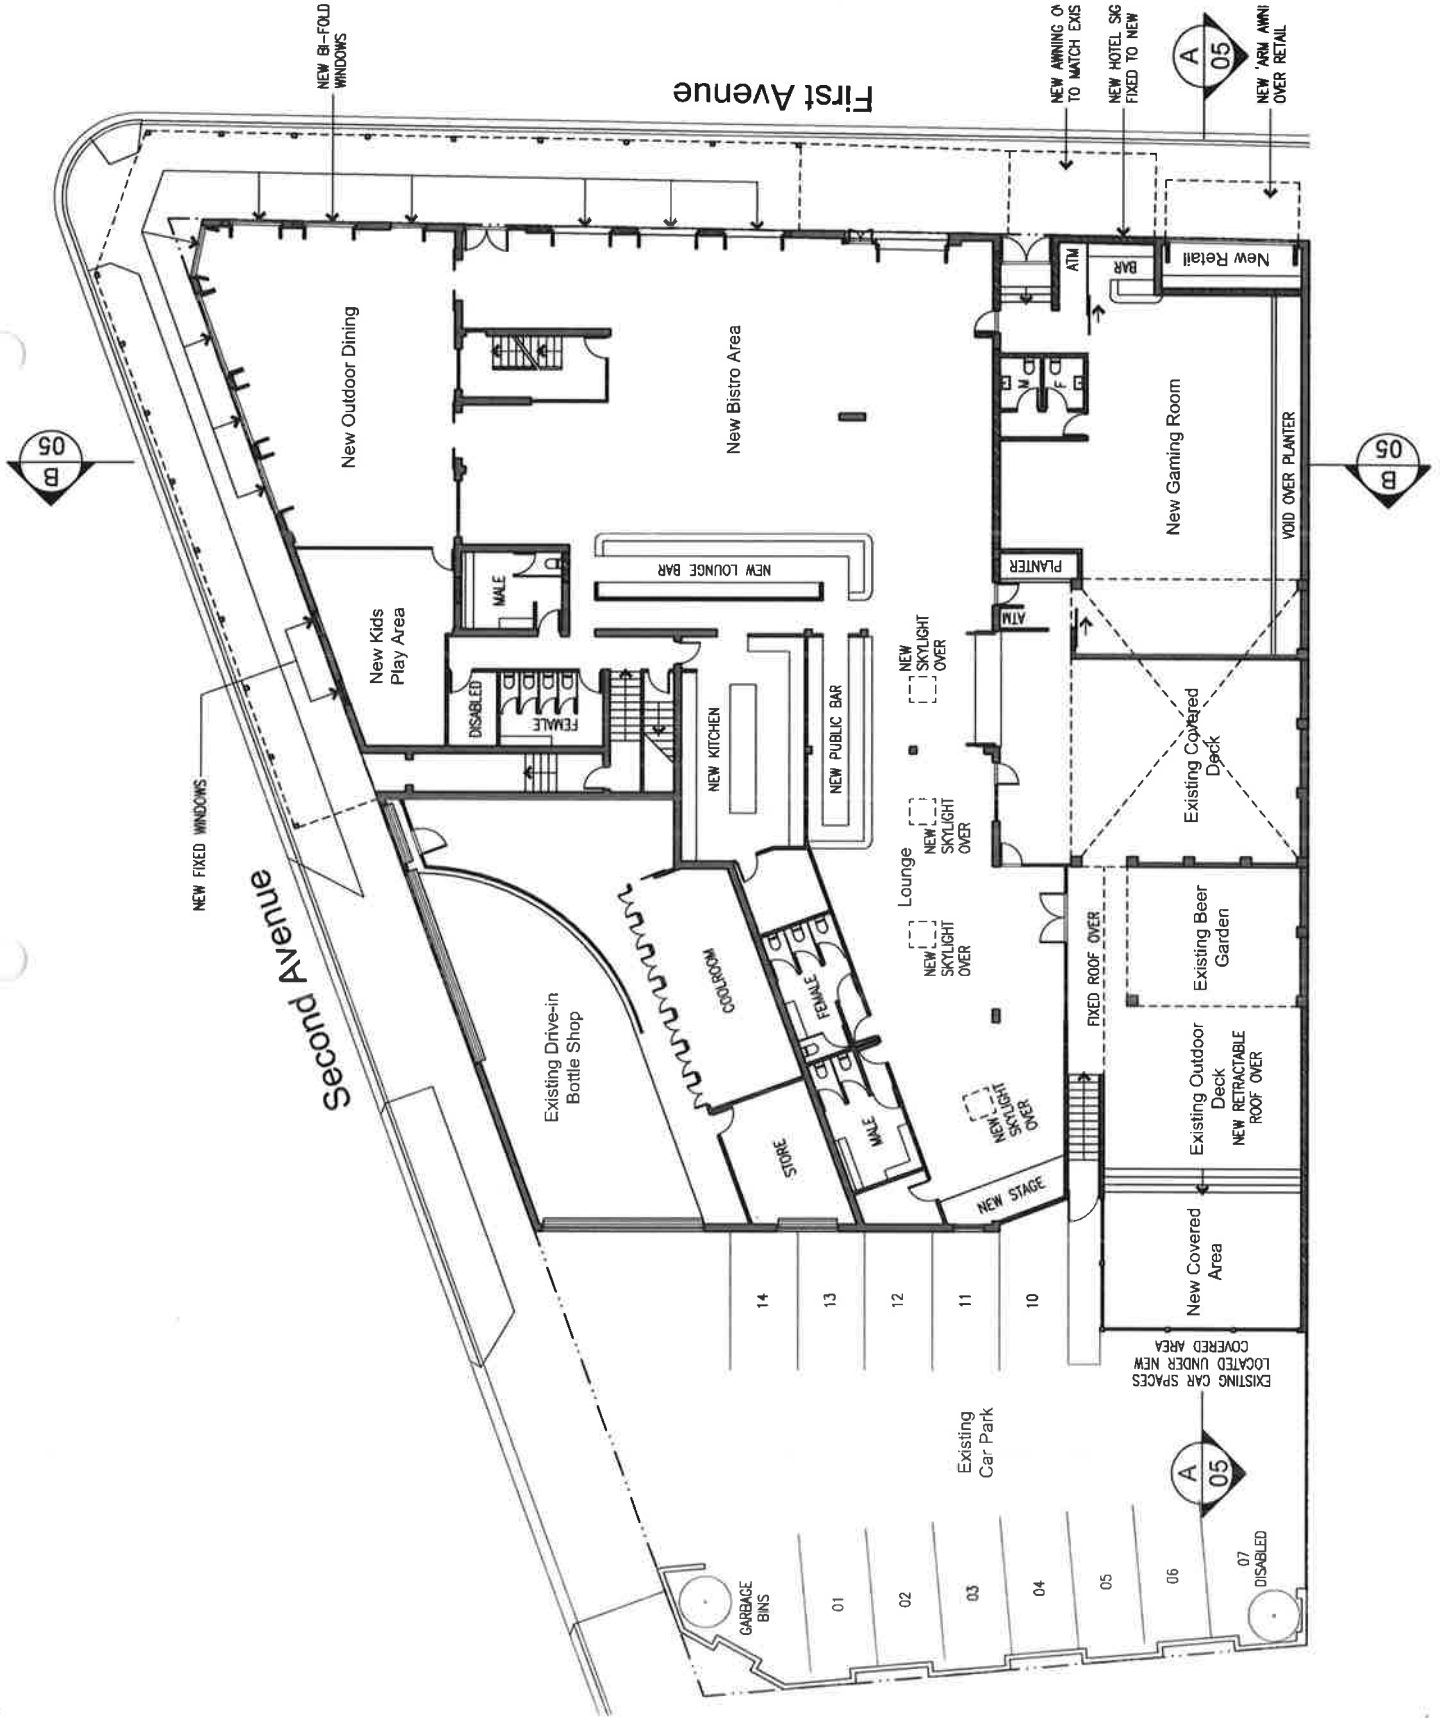 NEW BI-FOLD
WINDOWS
First Avenue
NEW AWNING
TO MATCH EXIS
NEW HOTEL SIG
FIXED TO NEW
A
05
NEW 'ARM AWNI
OVER RETAIL
B
05
New Outdoor Dining
New Bistro Area
ATM
BAR
New Retail
M
F
New Gaming Room
VOID OVER PLANTER
B
05
NEW LOUNGE BAR
MALE
PLANTER
ATM
New Kids
Play Area
DISABLED
FEMALE
NEW KITCHEN
NEW PUBLIC BAR
NEW
SKYLIGHT
OVER
NEW FIXED WINDOWS
Second Avenue
NEW
SKYLIGHT
OVER
Lounge
Existing Covered
Deck
NEW
SKYLIGHT
OVER
FIXED ROOF OVER
Existing Beer
Garden
Existing Drive-in
Bottle Shop
COOLROOM
FEMALE
MALE
STORE
NEW
SKYLIGHT
OVER
NEW STAGE
Existing Outdoor
Deck
NEW RETRACTABLE
ROOF OVER
New Covered
Area
14
13
12
11
10
EXISTING CAR SPACES
LOCATED UNDER NEW
COVERED AREA
Existing
Car Park
A
05
GARBAGE
BINS
01
02
03
04
05
06
07
DISABLED